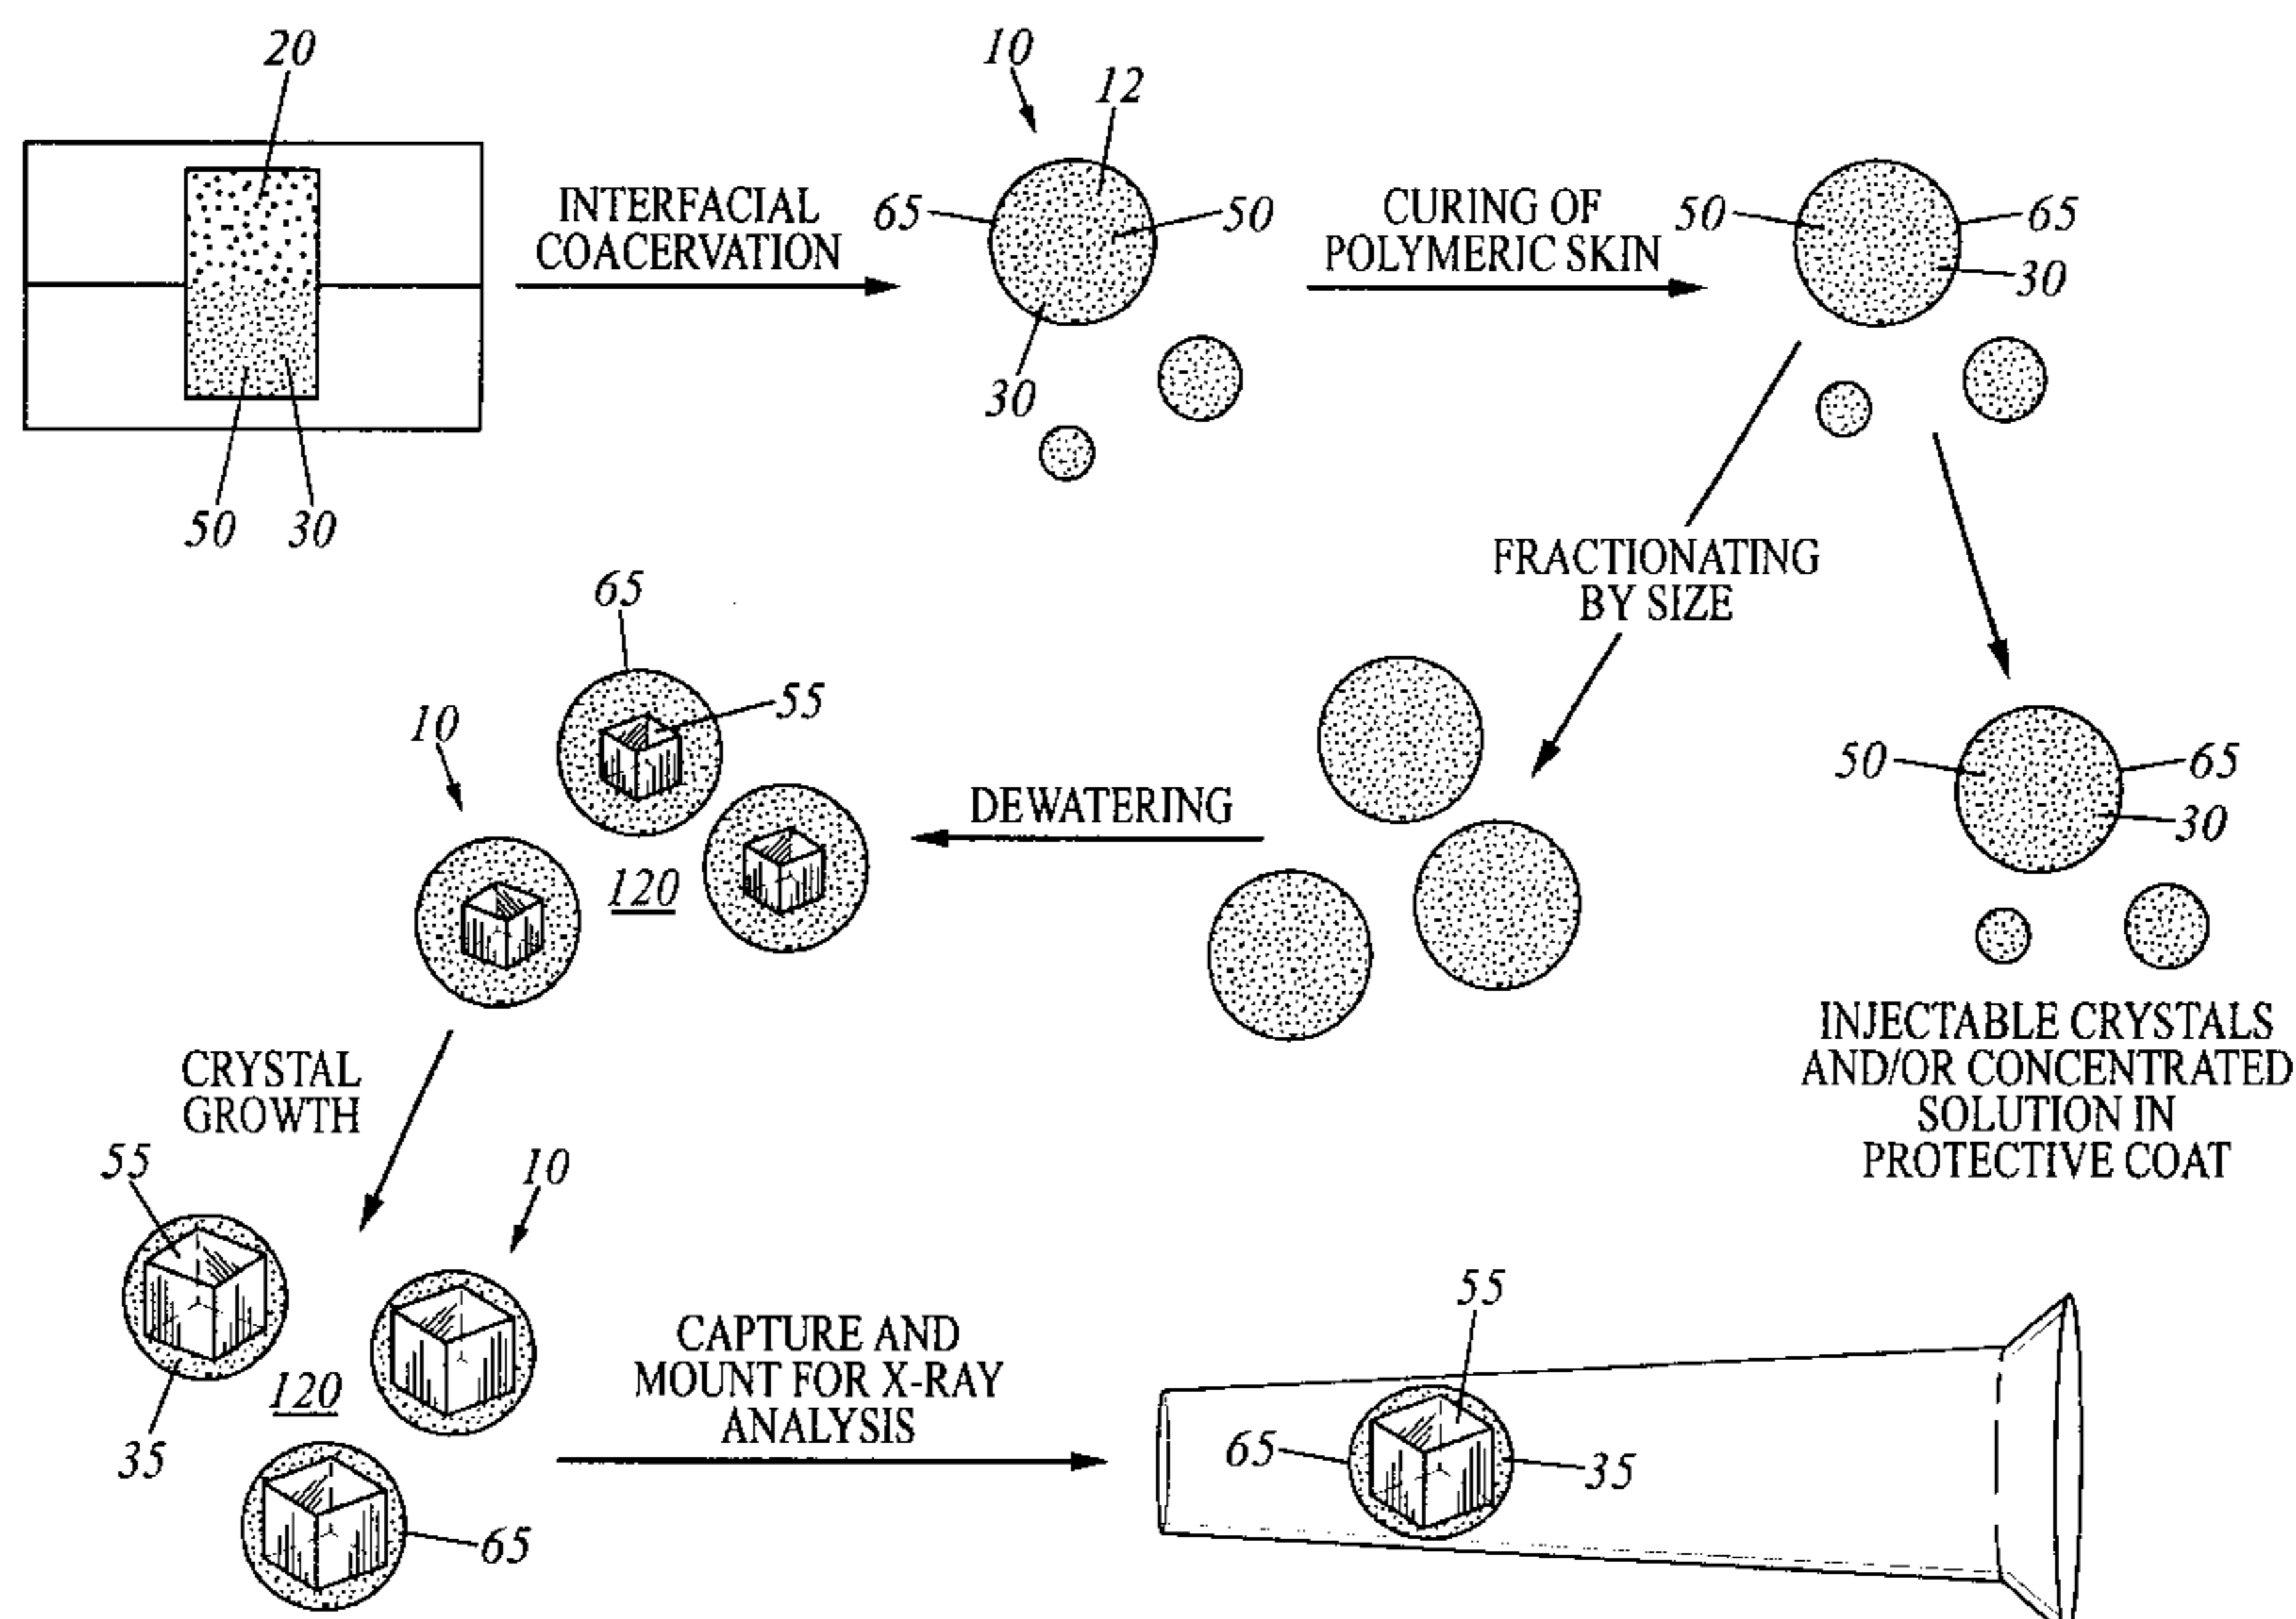 20
50
30
INTERFACIAL
COACERVATION
10
12
65
50
30
CURING OF
POLYMERIC SKIN
50
65
30
FRACTIONATING
BY SIZE
50
65
30
INJECTABLE CRYSTALS
AND/OR CONCENTRATED
SOLUTION IN
PROTECTIVE COAT
DEWATERING
65
55
10
120
CRYSTAL
GROWTH
55
10
120
35
65
CAPTURE AND
MOUNT FOR X-RAY
ANALYSIS
55
65
35